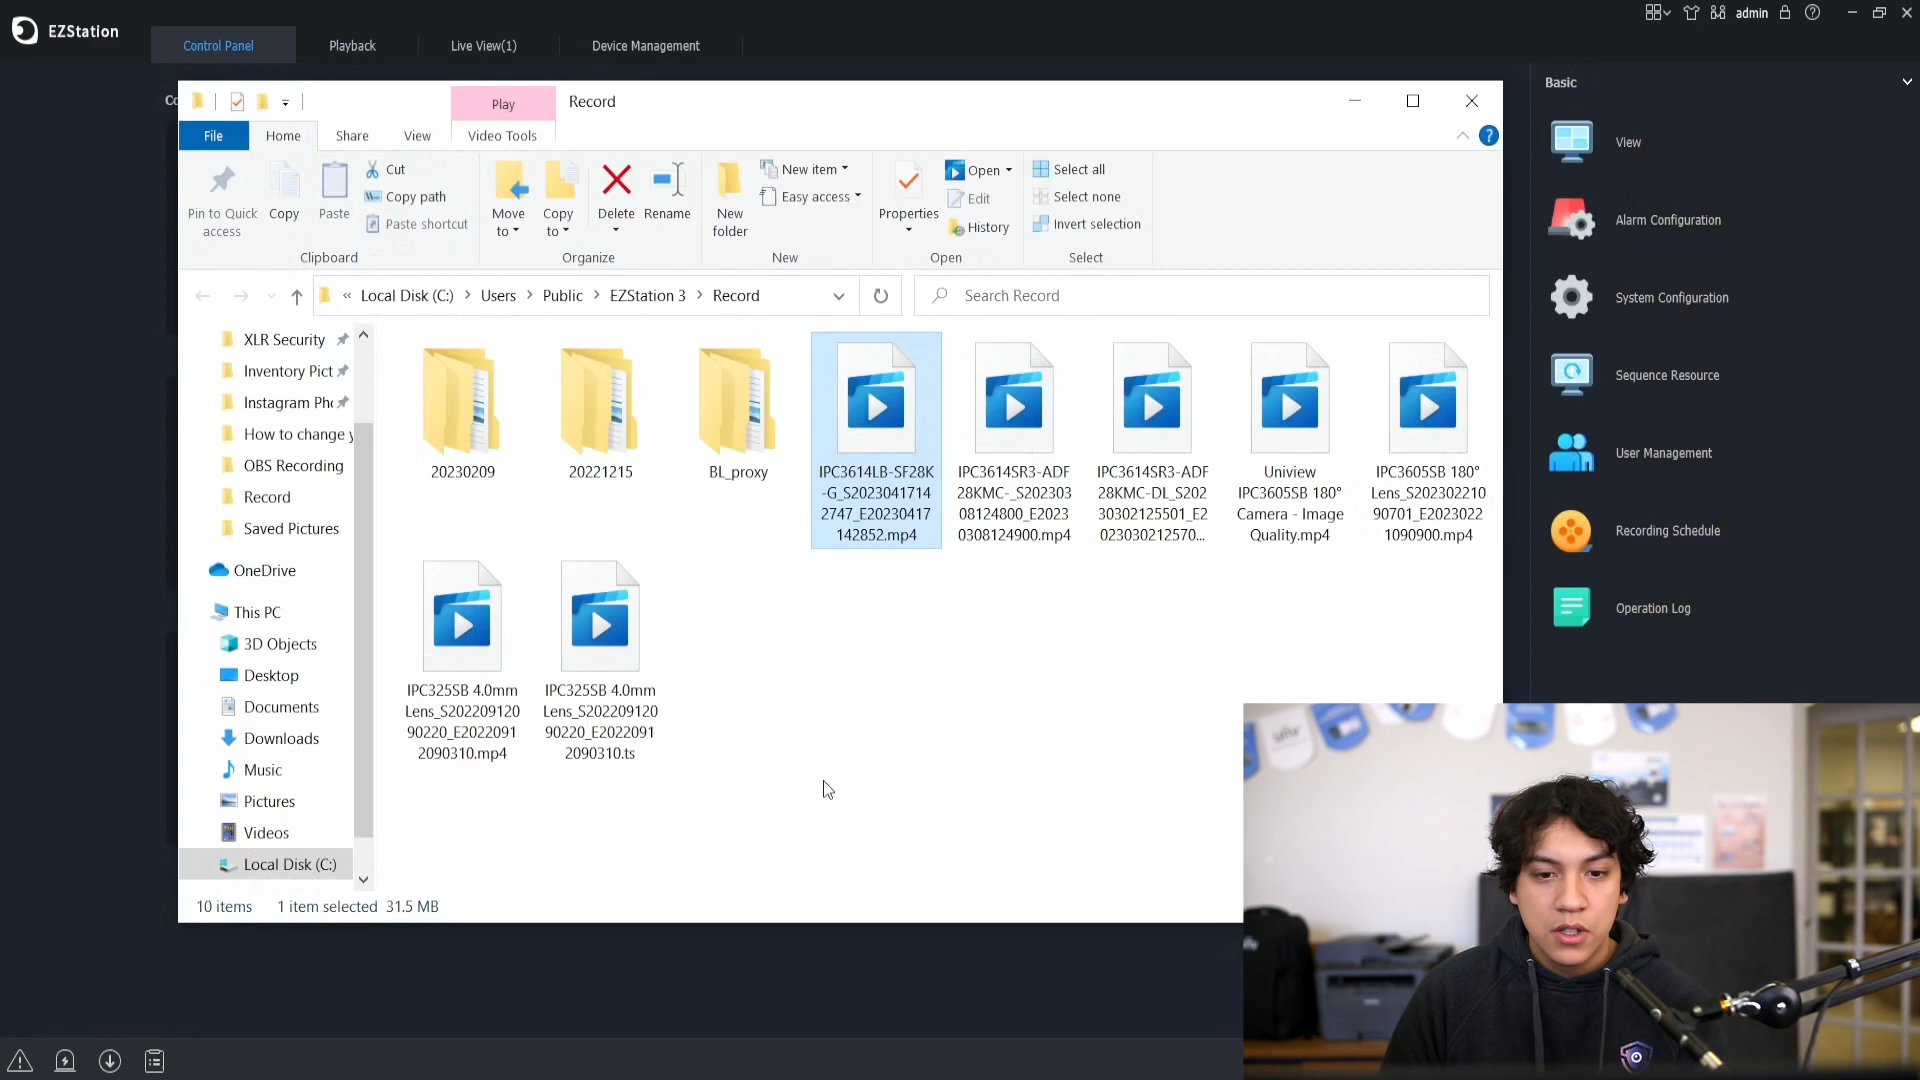 EZStation
Control Panel
Playback
Live View(1)
Device Management
admin
Co
Play
Record
File
Home
Share
View
Video Tools
Pin to Quick
access
Copy
Paste
Cut
Copy path
Paste shortcut
Clipboard
Move
to
Copy
to
Delete
Rename
Organize
New
folder
New item
Easy access
New
Properties
Open
Edit
History
Open
Select all
Select none
Invert selection
Select
« Local Disk (C:) > Users > Public > EZStation 3 > Record
Search Record
XLR Security
Inventory Pict
Instagram Pho
How to change y
OBS Recording
Record
Saved Pictures
OneDrive
This PC
3D Objects
Desktop
Documents
Downloads
Music
Pictures
Videos
Local Disk (C:)
20230209
20221215
BL_proxy
IPC3614LB-SF28K
-G_S2023041714
2747_E20230417
142852.mp4
IPC3614SR3-ADF
28KMC-_S202303
08124800_E2023
0308124900.mp4
IPC3614SR3-ADF
28KMC-DL_S202
30302125501_E2
023030212570...
Uniview
IPC3605SB 180°
Camera - Image
Quality.mp4
IPC3605SB 180°
Lens_S202302210
90701_E2023022
1090900.mp4
IPC325SB 4.0mm
Lens_S202209120
90220_E2022091
2090310.mp4
IPC325SB 4.0mm
Lens_S202209120
90220_E2022091
2090310.ts
10 items
1 item selected 31.5 MB
Basic
View
Alarm Configuration
System Configuration
Sequence Resource
User Management
Recording Schedule
Operation Log